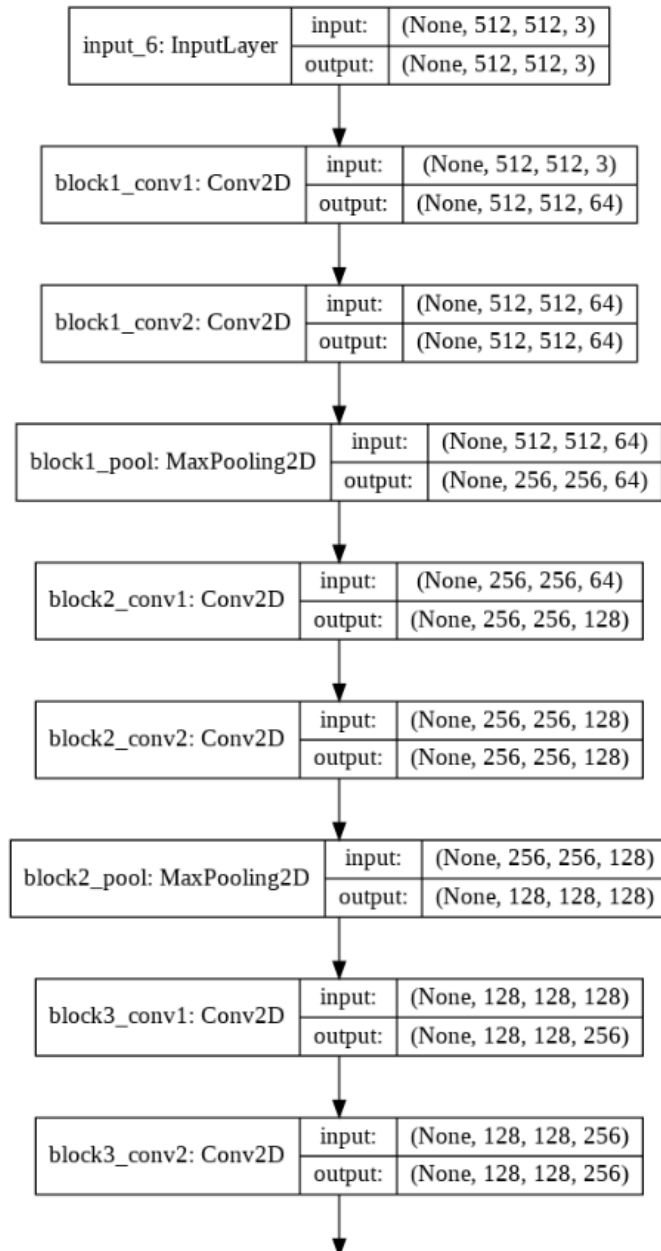 input_6: InputLayer
input: (None, 512, 512, 3)
output: (None, 512, 512, 3)
block1_conv1: Conv2D
input: (None, 512, 512, 3)
output: (None, 512, 512, 64)
block1_conv2: Conv2D
input: (None, 512, 512, 64)
output: (None, 512, 512, 64)
block1_pool: MaxPooling2D
input: (None, 512, 512, 64)
output: (None, 256, 256, 64)
block2_conv1: Conv2D
input: (None, 256, 256, 64)
output: (None, 256, 256, 128)
block2_conv2: Conv2D
input: (None, 256, 256, 128)
output: (None, 256, 256, 128)
block2_pool: MaxPooling2D
input: (None, 256, 256, 128)
output: (None, 128, 128, 128)
block3_conv1: Conv2D
input: (None, 128, 128, 128)
output: (None, 128, 128, 256)
block3_conv2: Conv2D
input: (None, 128, 128, 256)
output: (None, 128, 128, 256)